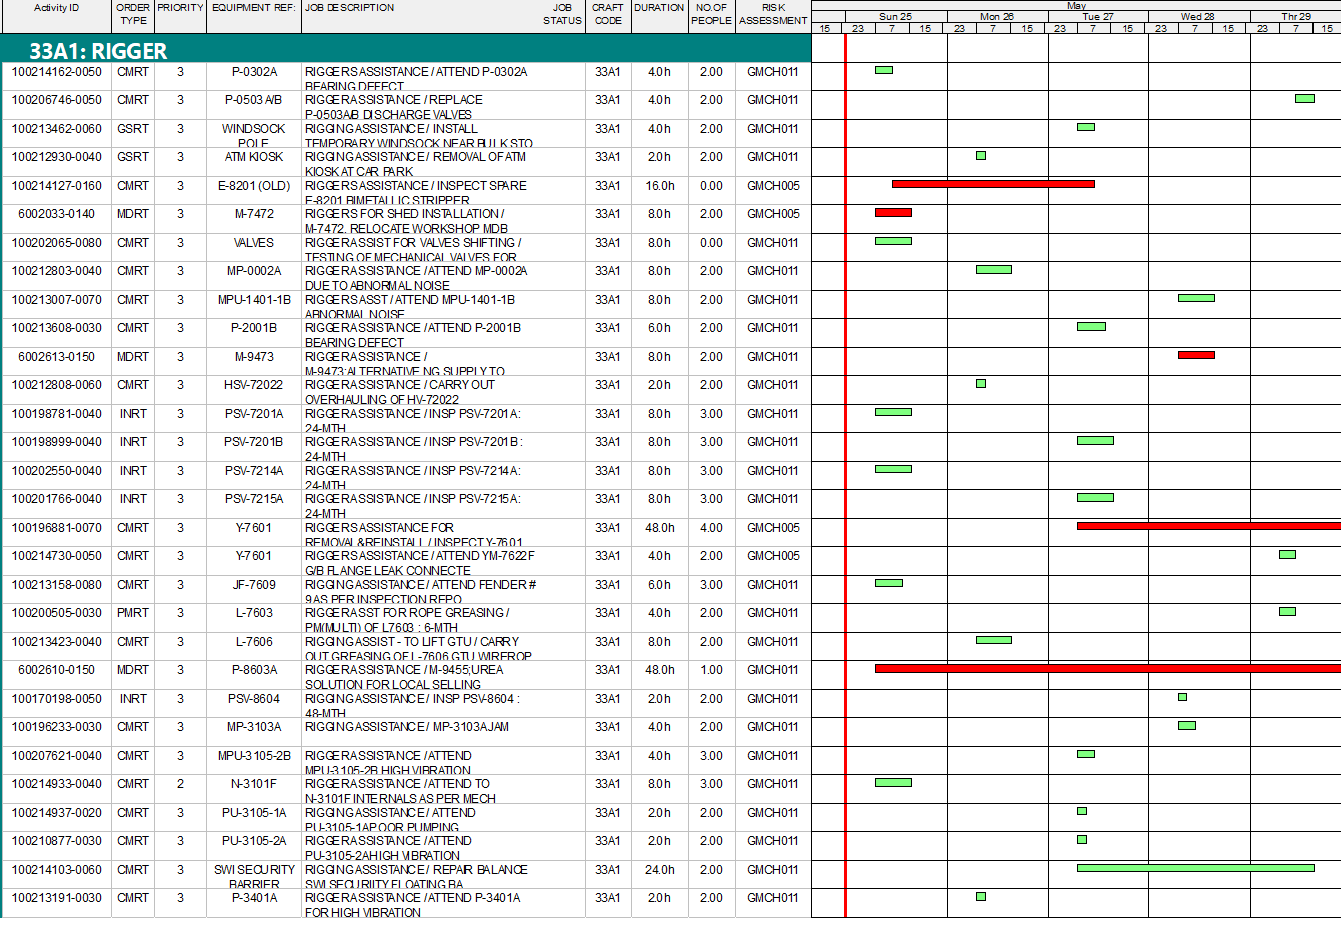 Activity ID ORDER TYPE PRIORITY EQUIPMENT REF: JOB DESCRIPTION JOB STATUS CRAFT CODE DURATION NO.OF PEOPLE RISK ASSESSMENT
May
Sun 25 Mon 26 Tue 27 Wed 28 Thr 29
15 23 7 15 23 7 15 23 7 15 23 7 15 23 7 15
33A1: RIGGER
100214162-0050 CMRT 3 P-0302A RIGGERS ASSISTANCE / ATTEND P-0302A 33A1 4.0h 2.00 GMCH011
BEARING DEFECT
100206746-0050 CMRT 3 P-0503A/B RIGGER ASSISTANCE / REPLACE 33A1 4.0h 2.00 GMCH011
P-0503A/B DISCHARGE VALVES
100213462-0060 GSRT 3 WINDSOCK RIGGING ASSISTANCE / INSTALL 33A1 4.0h 2.00 GMCH011
POLE TEMPORARY WINDSOCK NEAR BULK STO
100212930-0040 GSRT 3 ATM KIOSK RIGGING ASSISTANCE / REMOVAL OF ATM 33A1 2.0h 2.00 GMCH011
KIOSK AT CAR PARK
100214127-0160 CMRT 3 E-8201 (OLD) RIGGERS ASSISTANCE / INSPECT SPARE 33A1 16.0h 0.00 GMCH005
E-8201 BIMETALLIC STRIPPER
6002033-0140 MDRT 3 M-7472 RIGGERS FOR SHED INSTALLATION / 33A1 8.0h 2.00 GMCH005
M-7472. RELOCATE WORKSHOP MDB
100202065-0080 CMRT 3 VALVES RIGGER ASSIST FOR VALVES SHIFTING / 33A1 8.0h 0.00 GMCH011
TESTING OF MECHANICAL VALVES FOR
100212803-0040 CMRT 3 MP-0002A RIGGER ASSISTANCE / ATTEND MP-0002A 33A1 8.0h 2.00 GMCH011
DUE TO ABNORMAL NOISE
100213007-0070 CMRT 3 MPU-1401-1B RIGGERS ASST / ATTEND MPU-1401-1B 33A1 8.0h 2.00 GMCH011
ABNORMAL NOISE
100213608-0030 CMRT 3 P-2001B RIGGER ASSISTANCE / ATTEND P-2001B 33A1 6.0h 2.00 GMCH011
BEARING DEFECT
6002613-0150 MDRT 3 M-9473 RIGGER ASSISTANCE / 33A1 8.0h 2.00 GMCH011
M-9473:ALTERNATIVE NG SUPPLY TO
100212808-0060 CMRT 3 HSV-72022 RIGGER ASSISTANCE / CARRY OUT 33A1 2.0h 2.00 GMCH011
OVERHAULING OF HV-72022
100198781-0040 INRT 3 PSV-7201A RIGGER ASSISTANCE / INSP PSV-7201A: 33A1 8.0h 3.00 GMCH011
24-MTH
100198999-0040 INRT 3 PSV-7201B RIGGER ASSISTANCE / INSP PSV-7201B : 33A1 8.0h 3.00 GMCH011
24-MTH
100202550-0040 INRT 3 PSV-7214A RIGGER ASSISTANCE / INSP PSV-7214A: 33A1 8.0h 3.00 GMCH011
24-MTH
100201766-0040 INRT 3 PSV-7215A RIGGER ASSISTANCE / INSP PSV-7215A: 33A1 8.0h 3.00 GMCH011
24-MTH
100196881-0070 CMRT 3 Y-7601 RIGGERS ASSISTANCE FOR 33A1 48.0h 4.00 GMCH005
REMOVAL &REINSTALL / INSPECT Y-7601
100214730-0050 CMRT 3 Y-7601 RIGGERS ASSISTANCE / ATTEND YM-7622F 33A1 4.0h 2.00 GMCH005
G/B FLANGE LEAK CONNECTE
100213158-0080 CMRT 3 JF-7609 RIGGING ASSISTANCE / ATTEND FENDER # 33A1 6.0h 3.00 GMCH011
9 AS PER INSPECTION REPO
100200505-0030 PMRT 3 L-7603 RIGGER ASST FOR ROPE GREASING / 33A1 4.0h 2.00 GMCH011
PM(MULTI) OF L7603 : 6-MTH
100213423-0040 CMRT 3 L-7606 RIGGING ASSIST - TO LIFT GTU / CARRY 33A1 8.0h 2.00 GMCH011
OUT GREASING OF L-7606 GTU WIREROP
6002610-0150 MDRT 3 P-8603A RIGGER ASSISTANCE / M-9455;UREA 33A1 48.0h 1.00 GMCH011
SOLUTION FOR LOCAL SELLING
100170198-0050 INRT 3 PSV-8604 RIGGING ASSISTANCE / INSP PSV-8604 : 33A1 2.0h 2.00 GMCH011
48-MTH
100196233-0030 CMRT 3 MP-3103A RIGGING ASSISTANCE / MP-3103A JAM 33A1 4.0h 2.00 GMCH011
100207621-0040 CMRT 3 MPU-3105-2B RIGGER ASSISTANCE / ATTEND 33A1 4.0h 3.00 GMCH011
MPU-3105-2B HIGH VIBRATION
100214933-0040 CMRT 2 N-3101F RIGGER ASSISTANCE / ATTEND TO 33A1 8.0h 3.00 GMCH011
N-3101F INTERNALS AS PER MECH
100214937-0020 CMRT 3 PU-3105-1A RIGGING ASSISTANCE / ATTEND 33A1 2.0h 2.00 GMCH011
PU-3105-1A POOR PUMPING
100210877-0030 CMRT 3 PU-3105-2A RIGGER ASSISTANCE / ATTEND 33A1 2.0h 2.00 GMCH011
PU-3105-2A HIGH VIBRATION
100214103-0060 CMRT 3 SWI SECURITY RIGGING ASSISTANCE / REPAIR BALANCE 33A1 24.0h 2.00 GMCH011
BARRIER SWI SECURIITY FLOATING BA
100213191-0030 CMRT 3 P-3401A RIGGER ASSISTANCE / ATTEND P-3401A 33A1 2.0h 2.00 GMCH011
FOR HIGH VIBRATION